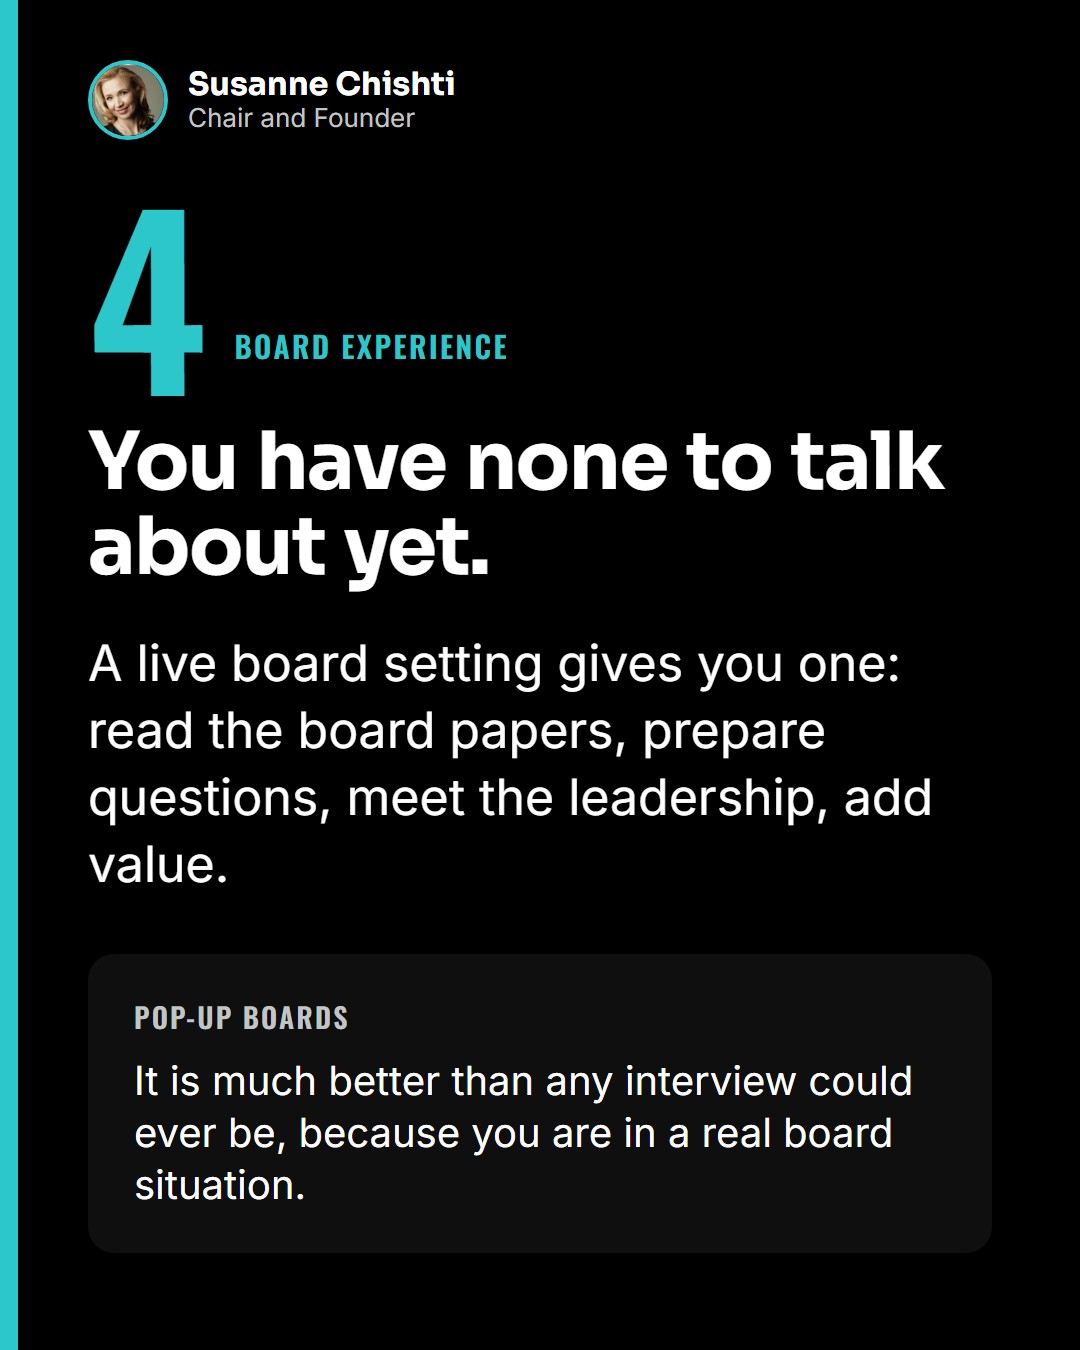 Susanne Chishti
Chair and Founder
4
BOARD EXPERIENCE
You have none to talk
about yet.
A live board setting gives you one:
read the board papers, prepare
questions, meet the leadership, add
value.
POP-UP BOARDS
It is much better than any interview could
ever be, because you are in a real board
situation.